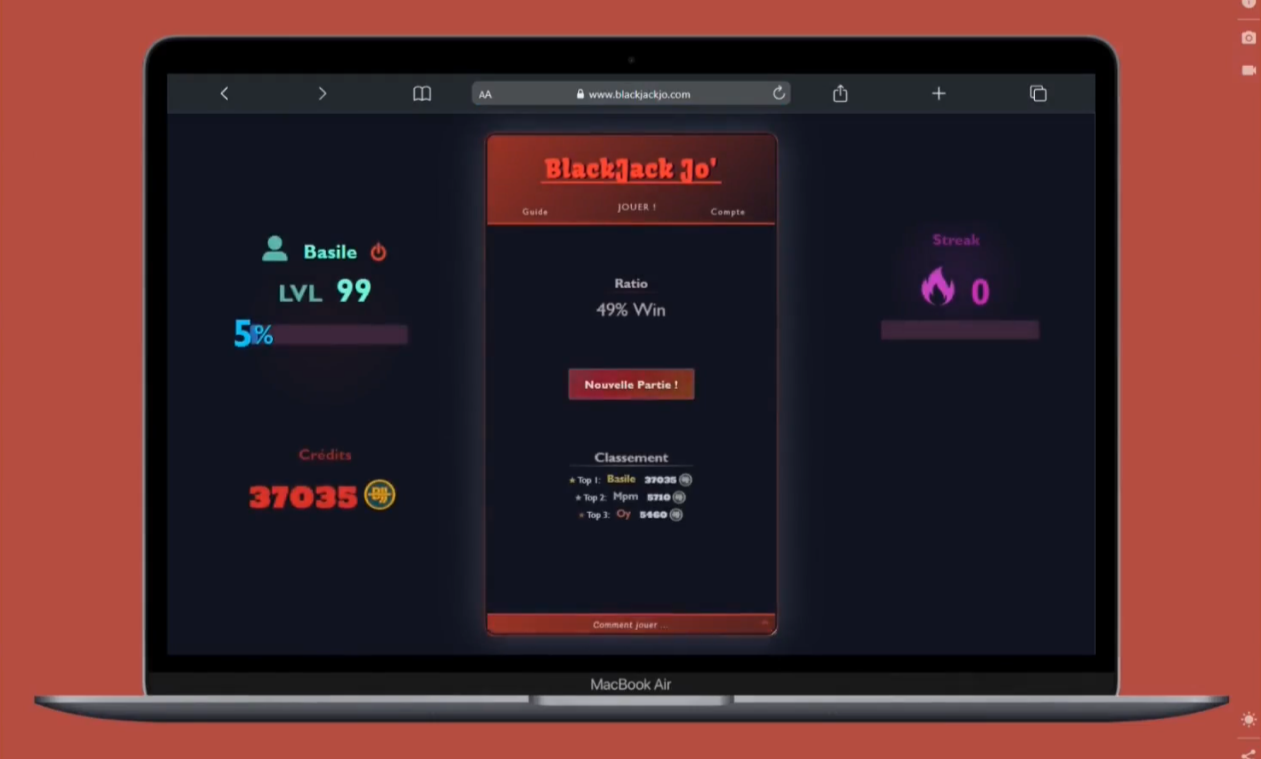 AA
www.blackjackjo.com
BlackJack Jo'
Guide
JOUER !
Compte
Basile
LVL 99
5%
Crédits
37035
Ratio
49% Win
Nouvelle Partie !
Classement
Top 1: Basile 37035
Top 2: Mpm 5710
Top 3: Oy 5460
Comment jouer ...
Streak
0
MacBook Air